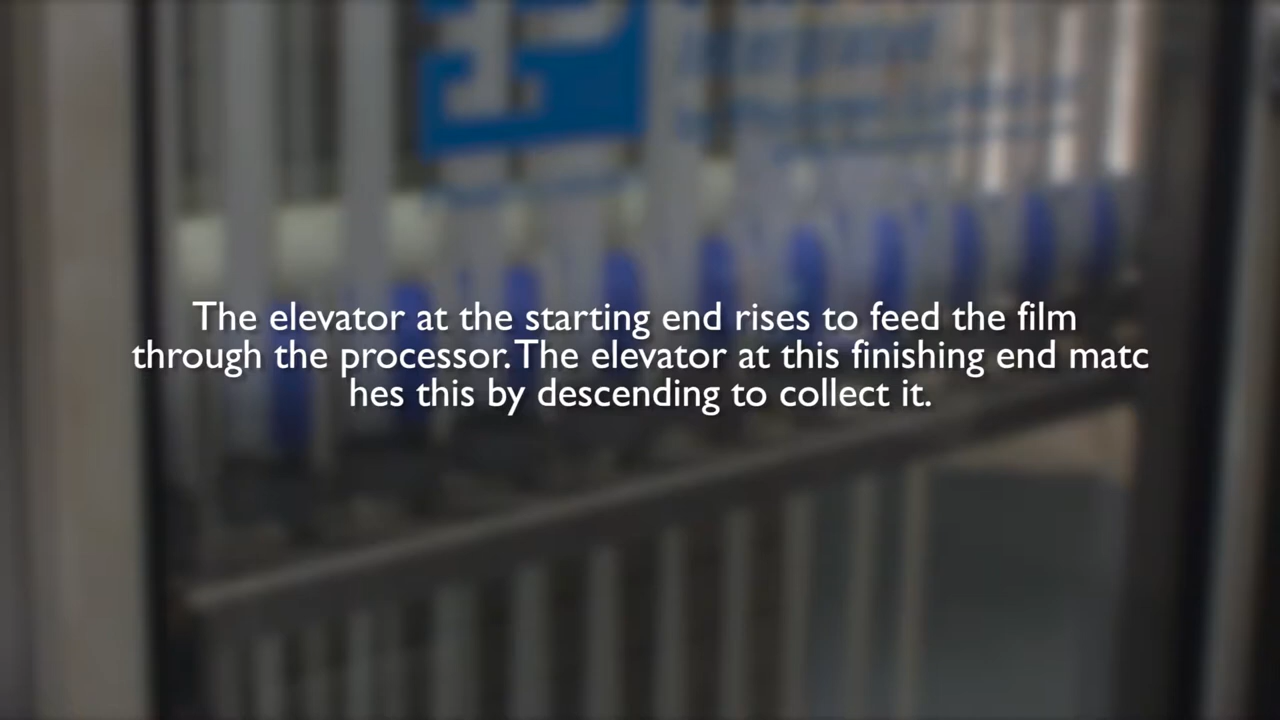 The elevator at the starting end rises to feed the film
through the processor. The elevator at this finishing end matc
hes this by descending to collect it.